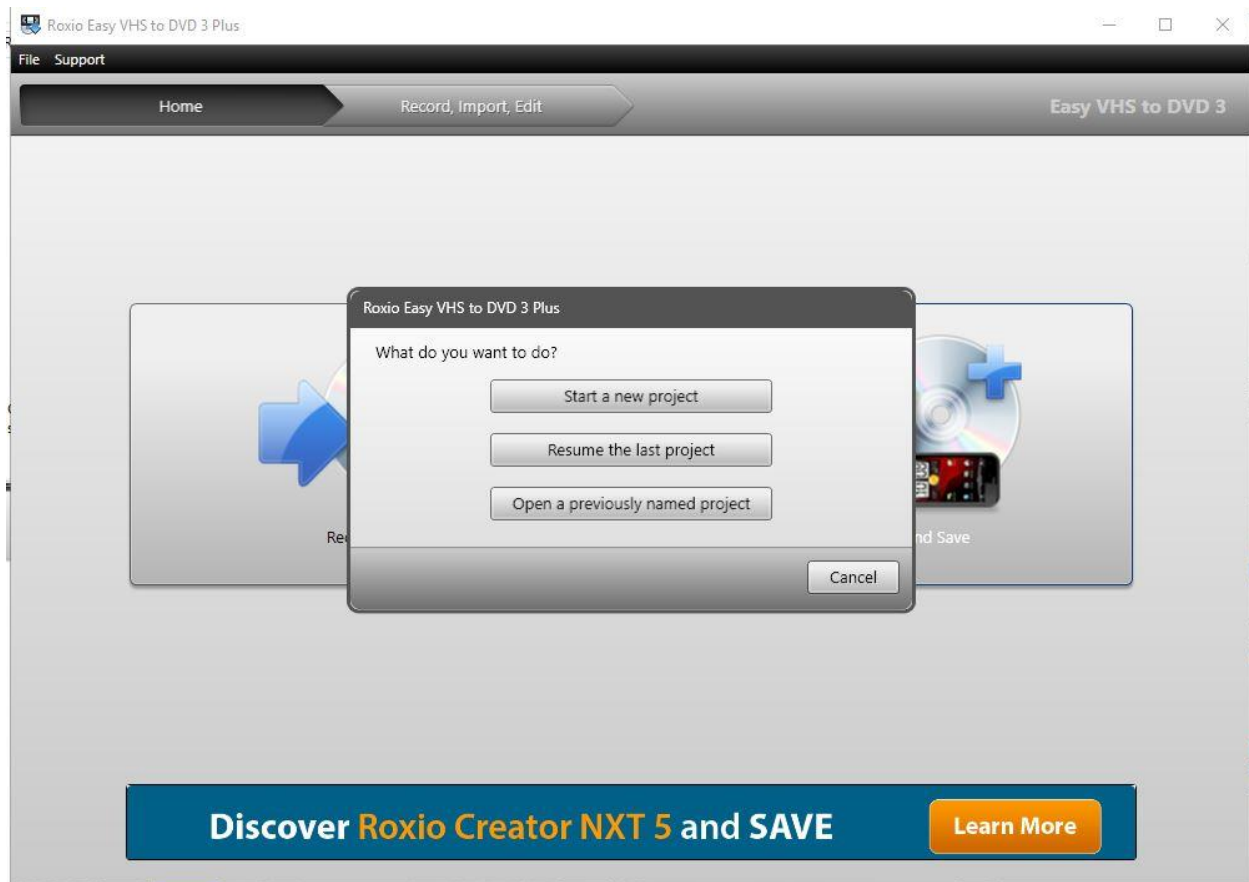 Roxio Easy VHS to DVD 3 Plus
File Support
Home Record, Import, Edit Easy VHS to DVD 3
Roxio Easy VHS to DVD 3 Plus
What do you want to do?
Start a new project
Resume the last project
Open a previously named project
nd Save
Cancel
Discover Roxio Creator NXT 5 and SAVE Learn More